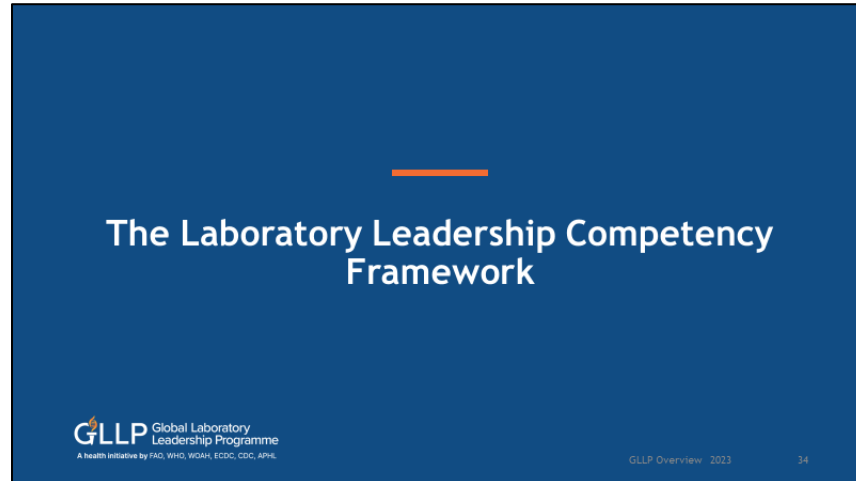 The Laboratory Leadership Competency
Framework
GLLP Global Laboratory
Leadership Programme
A health initiative by FAO, WHO, WOAH, ECDC, CDC, APHL
GLLP Overview 2023 34